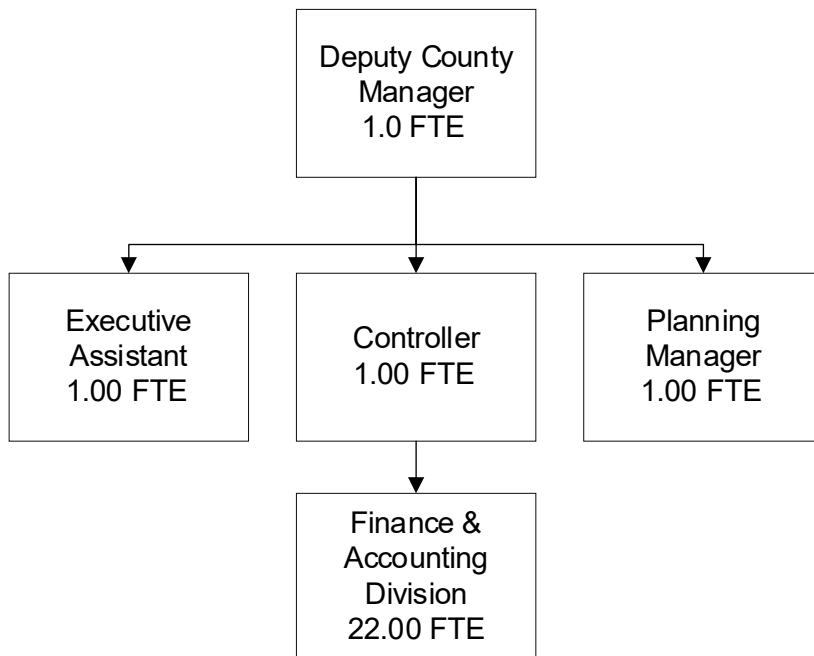 Deputy County
Manager
1.0 FTE
Executive
Assistant
1.00 FTE
Controller
1.00 FTE
Planning
Manager
1.00 FTE
Finance &
Accounting
Division
22.00 FTE